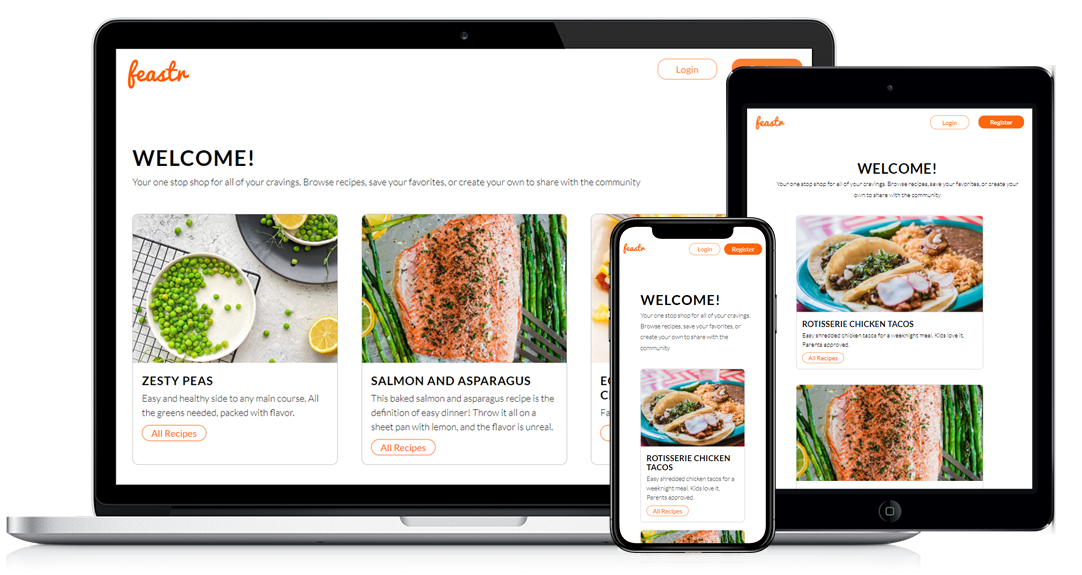 feastr
Login
WELCOME!
Your one stop shop for all of your cravings. Browse recipes, save your favorites, or create your own to share with the community
ZESTY PEAS
Easy and healthy side to any main course. All
the greens needed, packed with flavor.
All Recipes
SALMON AND ASPARAGUS
This baked salmon and asparagus recipe is the
definition of easy dinner! Throw it all on a
sheet pan with lemon, and the flavor is unreal.
All Recipes
feastr
Login
Register
WELCOME!
Your one stop shop for all of your cravings.
Browse recipes, save your favorites, or
create your own to share with the
community
ROTISSERIE CHICKEN
TACOS
Easy shredded chicken tacos for a
weeknight meal. Kids love it.
Parents approved.
All Recipes
feastr
Login
Register
WELCOME!
Your one stop shop for all of your cravings. Browse recipes, save your favorites, or create your
own to share with the community
ROTISSERIE CHICKEN TACOS
Easy shredded chicken tacos for a weeknight meal. Kids love it.
Parents approved.
All Recipes